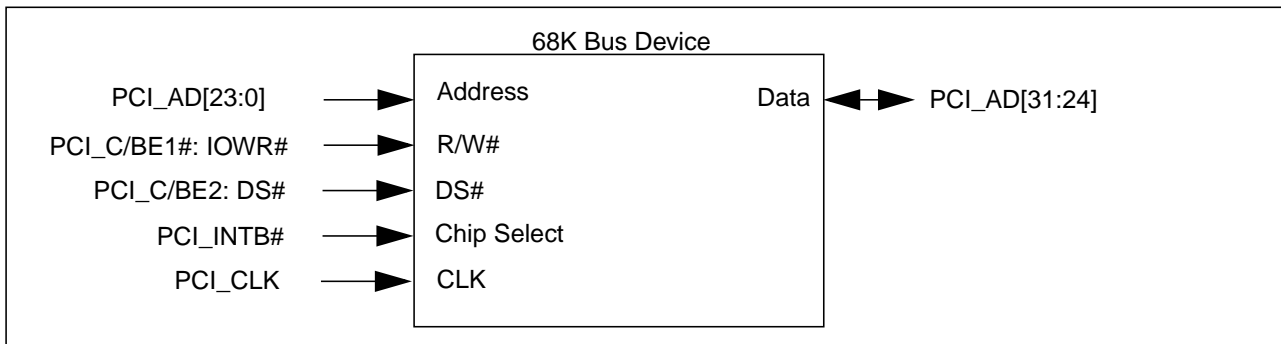 68K Bus Device
PCI_AD[23:0] Address Data PCI_AD[31:24]
PCI_C/BE1#: IOWR# R/W#
PCI_C/BE2: DS# DS#
PCI_INTB# Chip Select
PCI_CLK CLK